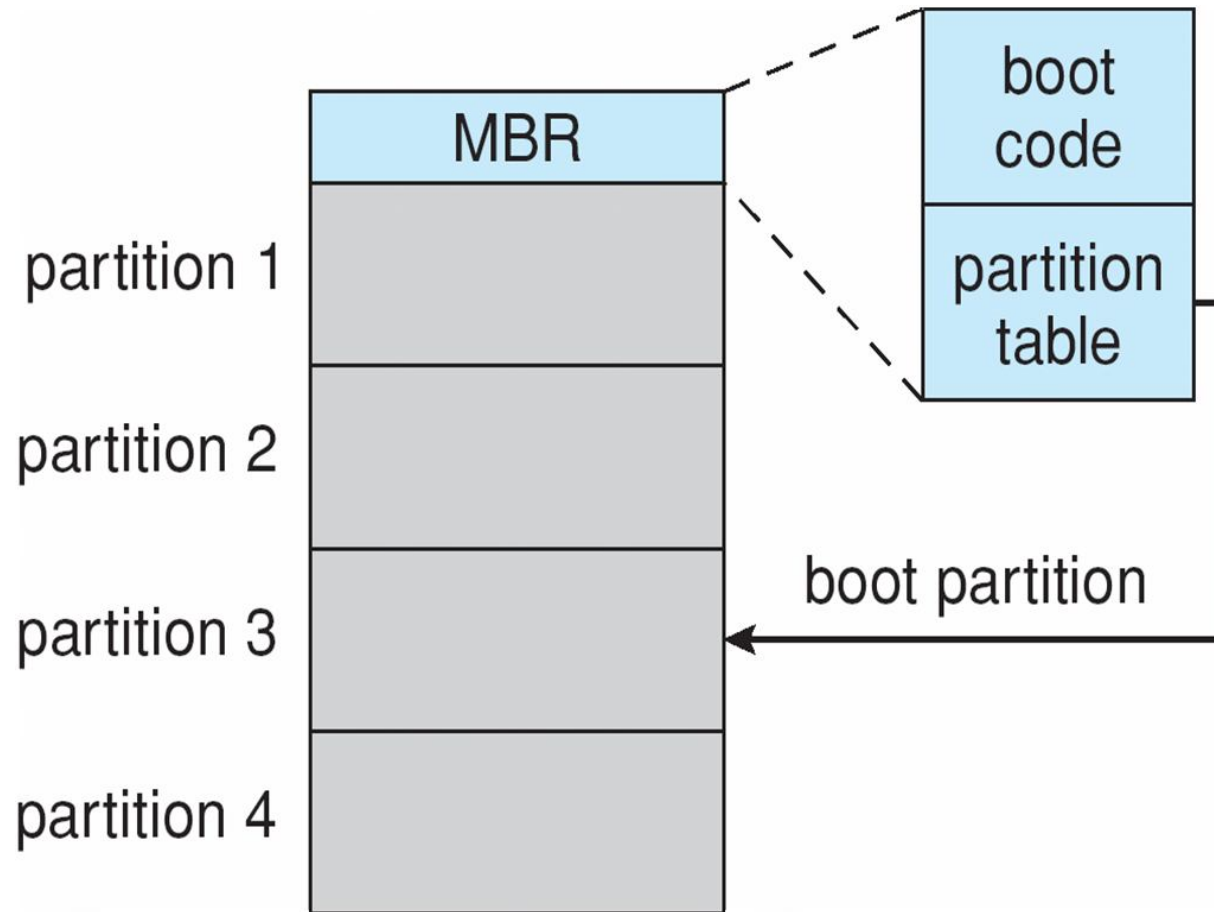 MBR
boot
code
partition
table
partition 1
partition 2
boot partition
partition 3
partition 4